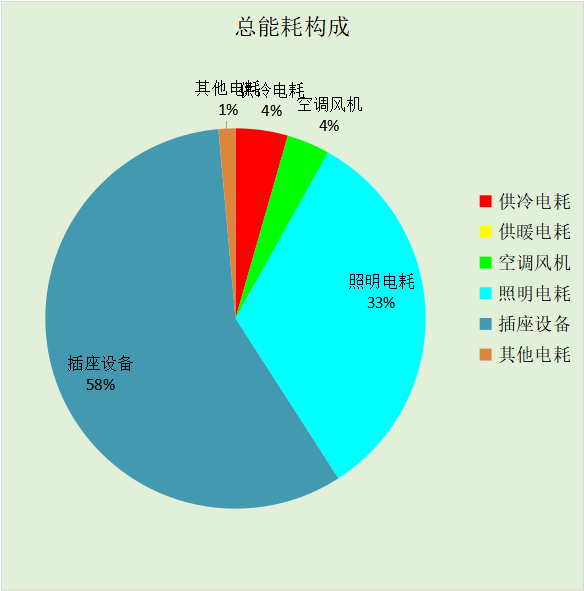 总能耗构成
其他电耗
1%
供冷电耗
4%
空调风机
4%
照明电耗
33%
插座设备
58%
供冷电耗
供暖电耗
空调风机
照明电耗
插座设备
其他电耗